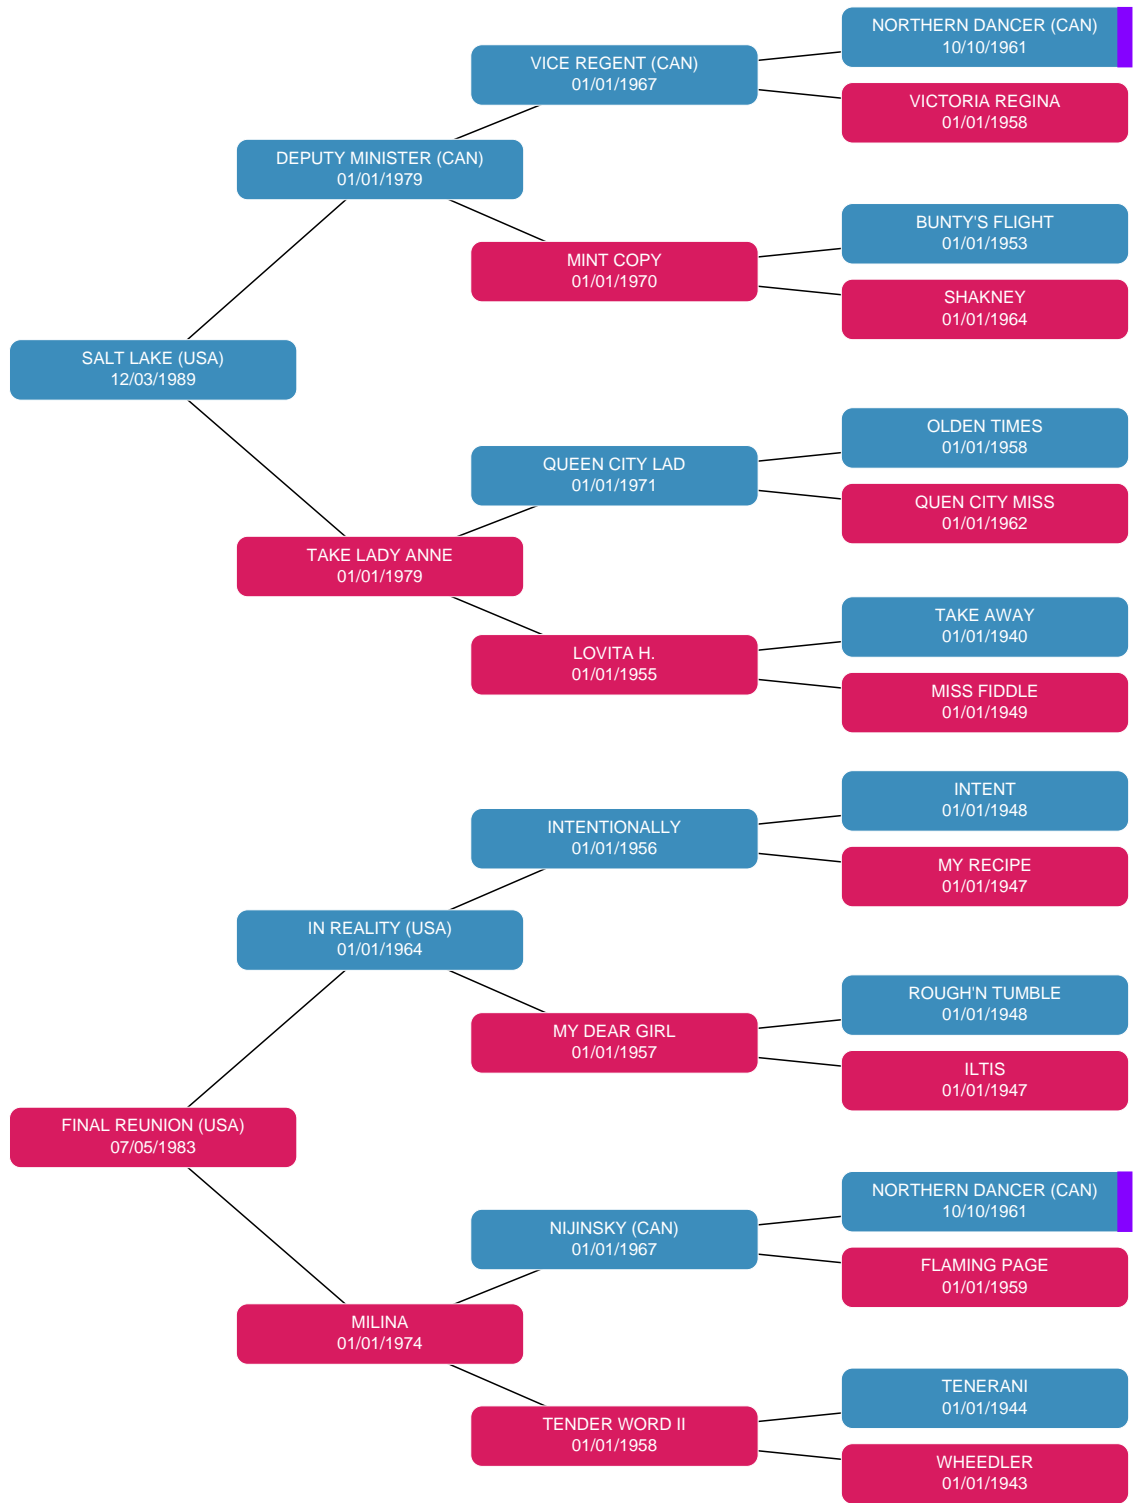 NORTHERN DANCER (CAN)
10/10/1961
VICE REGENT (CAN)
01/01/1967
VICTORIA REGINA
01/01/1958
DEPUTY MINISTER (CAN)
01/01/1979
BUNTY'S FLIGHT
01/01/1953
MINT COPY
01/01/1970
SHAKNEY
01/01/1964
SALT LAKE (USA)
12/03/1989
OLDEN TIMES
01/01/1958
QUEEN CITY LAD
01/01/1971
QUEN CITY MISS
01/01/1962
TAKE LADY ANNE
01/01/1979
TAKE AWAY
01/01/1940
LOVITA H.
01/01/1955
MISS FIDDLE
01/01/1949
INTENT
01/01/1948
INTENTIONALLY
01/01/1956
MY RECIPE
01/01/1947
IN REALITY (USA)
01/01/1964
ROUGH'N TUMBLE
01/01/1948
MY DEAR GIRL
01/01/1957
ILTIS
01/01/1947
FINAL REUNION (USA)
07/05/1983
NORTHERN DANCER (CAN)
10/10/1961
NIJINSKY (CAN)
01/01/1967
FLAMING PAGE
01/01/1959
MILINA
01/01/1974
TENERANI
01/01/1944
TENDER WORD II
01/01/1958
WHEEDLER
01/01/1943